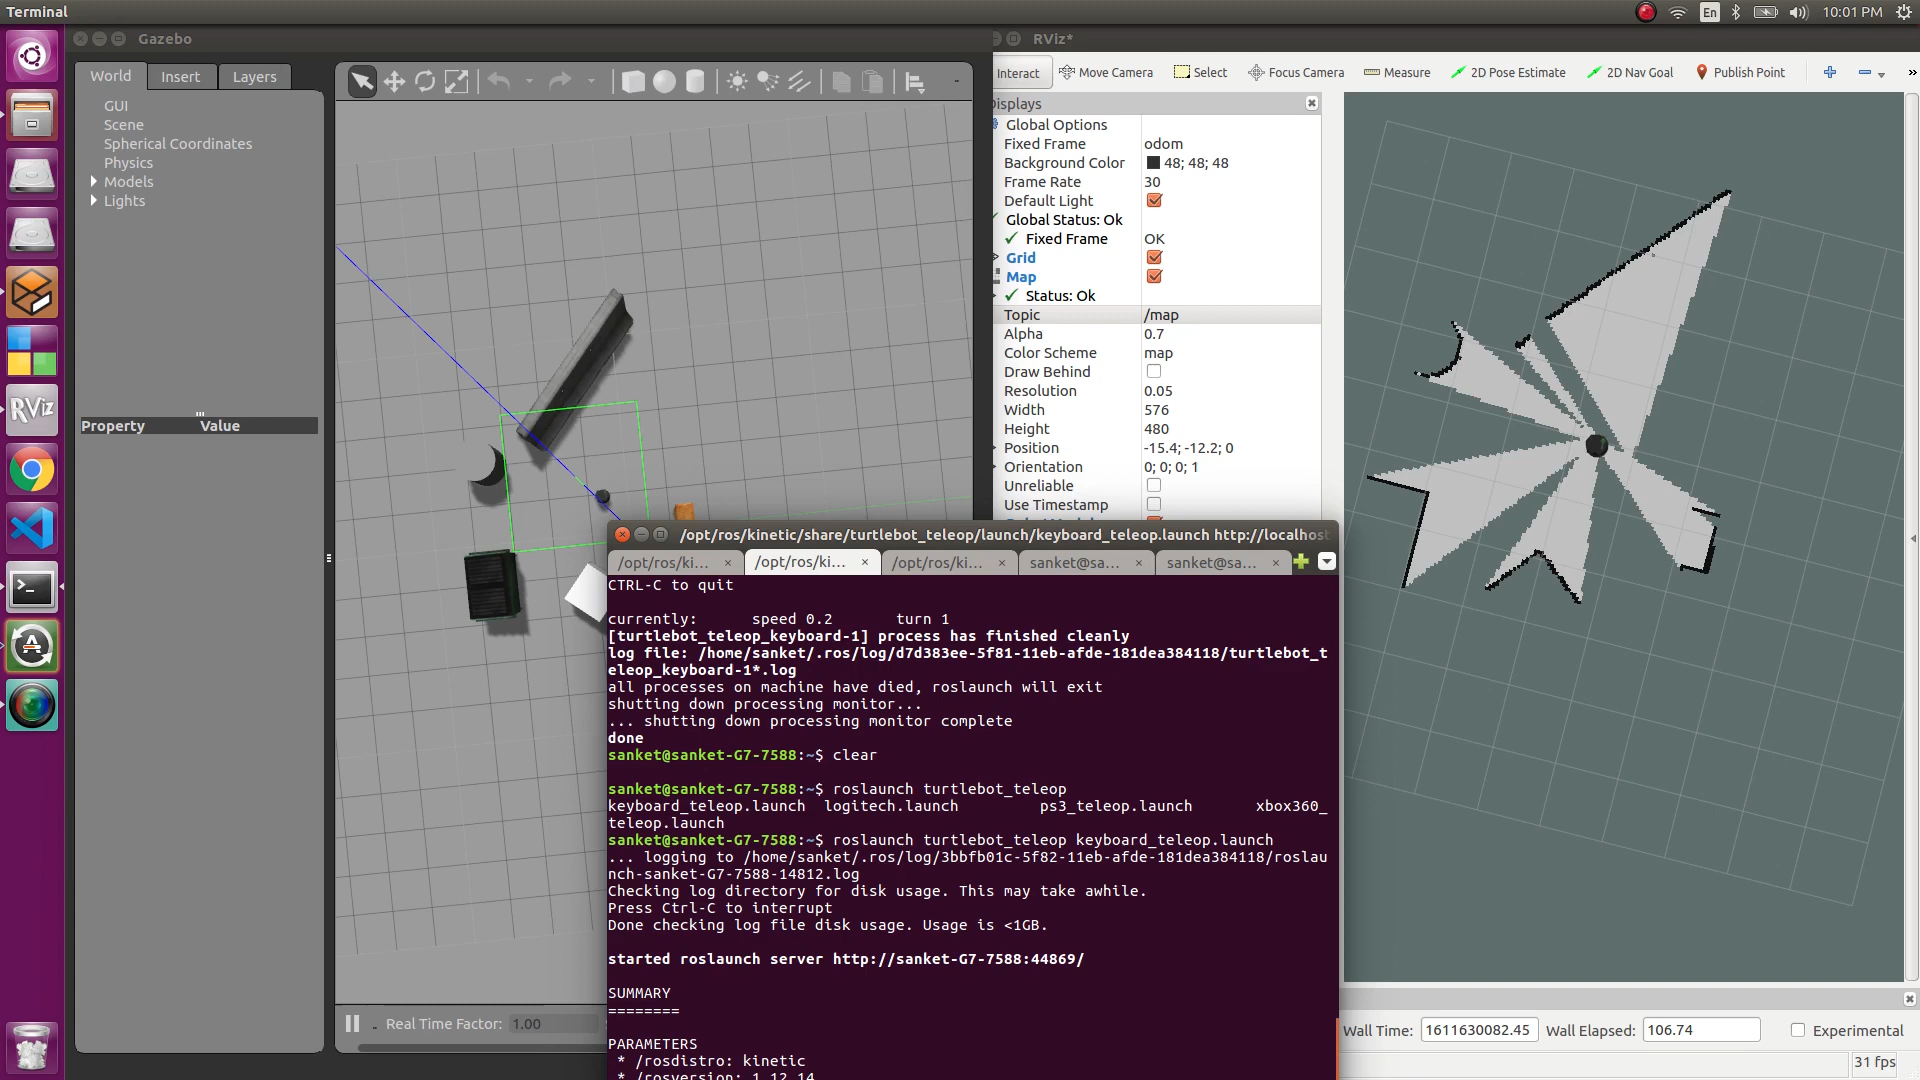 Terminal
En
10:01 PM
Gazebo
World
Insert
Layers
GUI
Scene
Spherical Coordinates
Physics
Models
Lights
Property
Value
Real Time Factor:
1.00
RViz*
Interact
Move Camera
Select
Focus Camera
Measure
2D Pose Estimate
2D Nav Goal
Publish Point
Displays
Global Options
Fixed Frame odom
Background Color 48; 48; 48
Frame Rate 30
Default Light
Global Status: Ok
Fixed Frame OK
Grid
Map
Status: Ok
Topic /map
Alpha 0.7
Color Scheme map
Draw Behind
Resolution 0.05
Width 576
Height 480
Position -15.4; -12.2; 0
Orientation 0; 0; 0; 1
Unreliable
Use Timestamp
RViz
/opt/ros/kinetic/share/turtlebot_teleop/launch/keyboard_teleop.launch http://localhost
/opt/ros/ki... ×
/opt/ros/ki... ×
/opt/ros/ki... ×
sanket@sa... ×
sanket@sa... ×
CTRL-C to quit
currently: speed 0.2 turn 1
[turtlebot_teleop_keyboard-1] process has finished cleanly
log file: /home/sanket/.ros/log/d7d383ee-5f81-11eb-afde-181dea384118/turtlebot_t
eleop_keyboard-1*.log
all processes on machine have died, roslaunch will exit
shutting down processing monitor...
... shutting down processing monitor complete
done
sanket@sanket-G7-7588:~$ clear
sanket@sanket-G7-7588:~$ roslaunch turtlebot_teleop
keyboard_teleop.launch logitech.launch ps3_teleop.launch xbox360_
teleop.launch
sanket@sanket-G7-7588:~$ roslaunch turtlebot_teleop keyboard_teleop.launch
... logging to /home/sanket/.ros/log/3bbfb01c-5f82-11eb-afde-181dea384118/roslau
nch-sanket-G7-7588-14812.log
Checking log directory for disk usage. This may take awhile.
Press Ctrl-C to interrupt
Done checking log file disk usage. Usage is <1GB.
started roslaunch server http://sanket-G7-7588:44869/
SUMMARY
========
PARAMETERS
* /rosdistro: kinetic
* /rosversion: 1.12.14
Wall Time: 1611630082.45
Wall Elapsed: 106.74
Experimental
31 fps